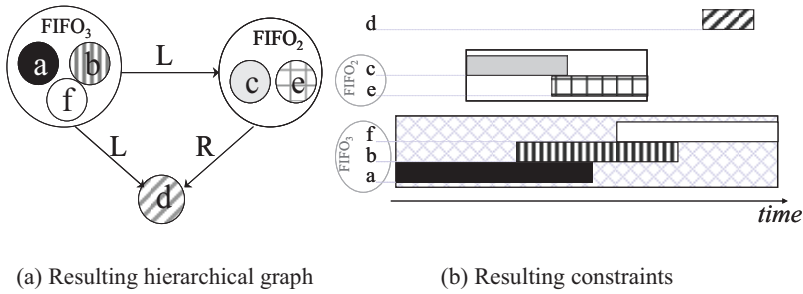 FIFO3
a
b
f
L
FIFO2
c
e
L
R
d
(a) Resulting hierarchical graph
d
FIFO2
c
e
FIFO3
f
b
a
time
(b) Resulting constraints